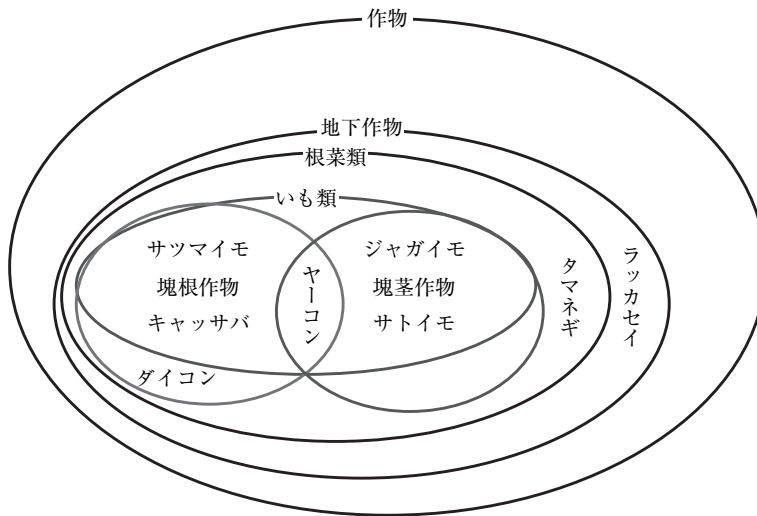 作物
地下作物
根菜類
いも類
サツマイモ
塊根作物
キャッサバ
ダイコン
ヤーコン
ジャガイモ
塊茎作物
サトイモ
タマネギ
ラッカセイ